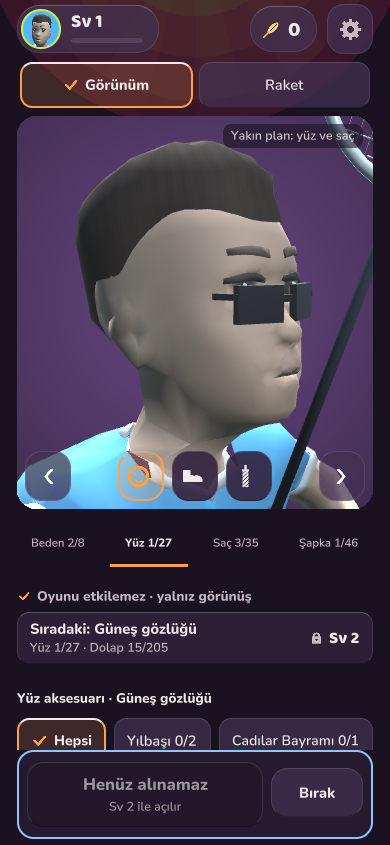 Sv 1
0
Görünüm
Raket
Yakın plan: yüz ve saç
Beden 2/8
Yüz 1/27
Saç 3/35
Şapka 1/46
Oyunu etkilemez · yalnız görünüş
Sıradaki: Güneş gözlüğü
Yüz 1/27 · Dolap 15/205
Sv 2
Yüz aksesuarı · Güneş gözlüğü
Hepsi
Yılbaşı 0/2
Cadılar Bayramı 0/1
Henüz alınamaz
Sv 2 ile açılır
Bırak